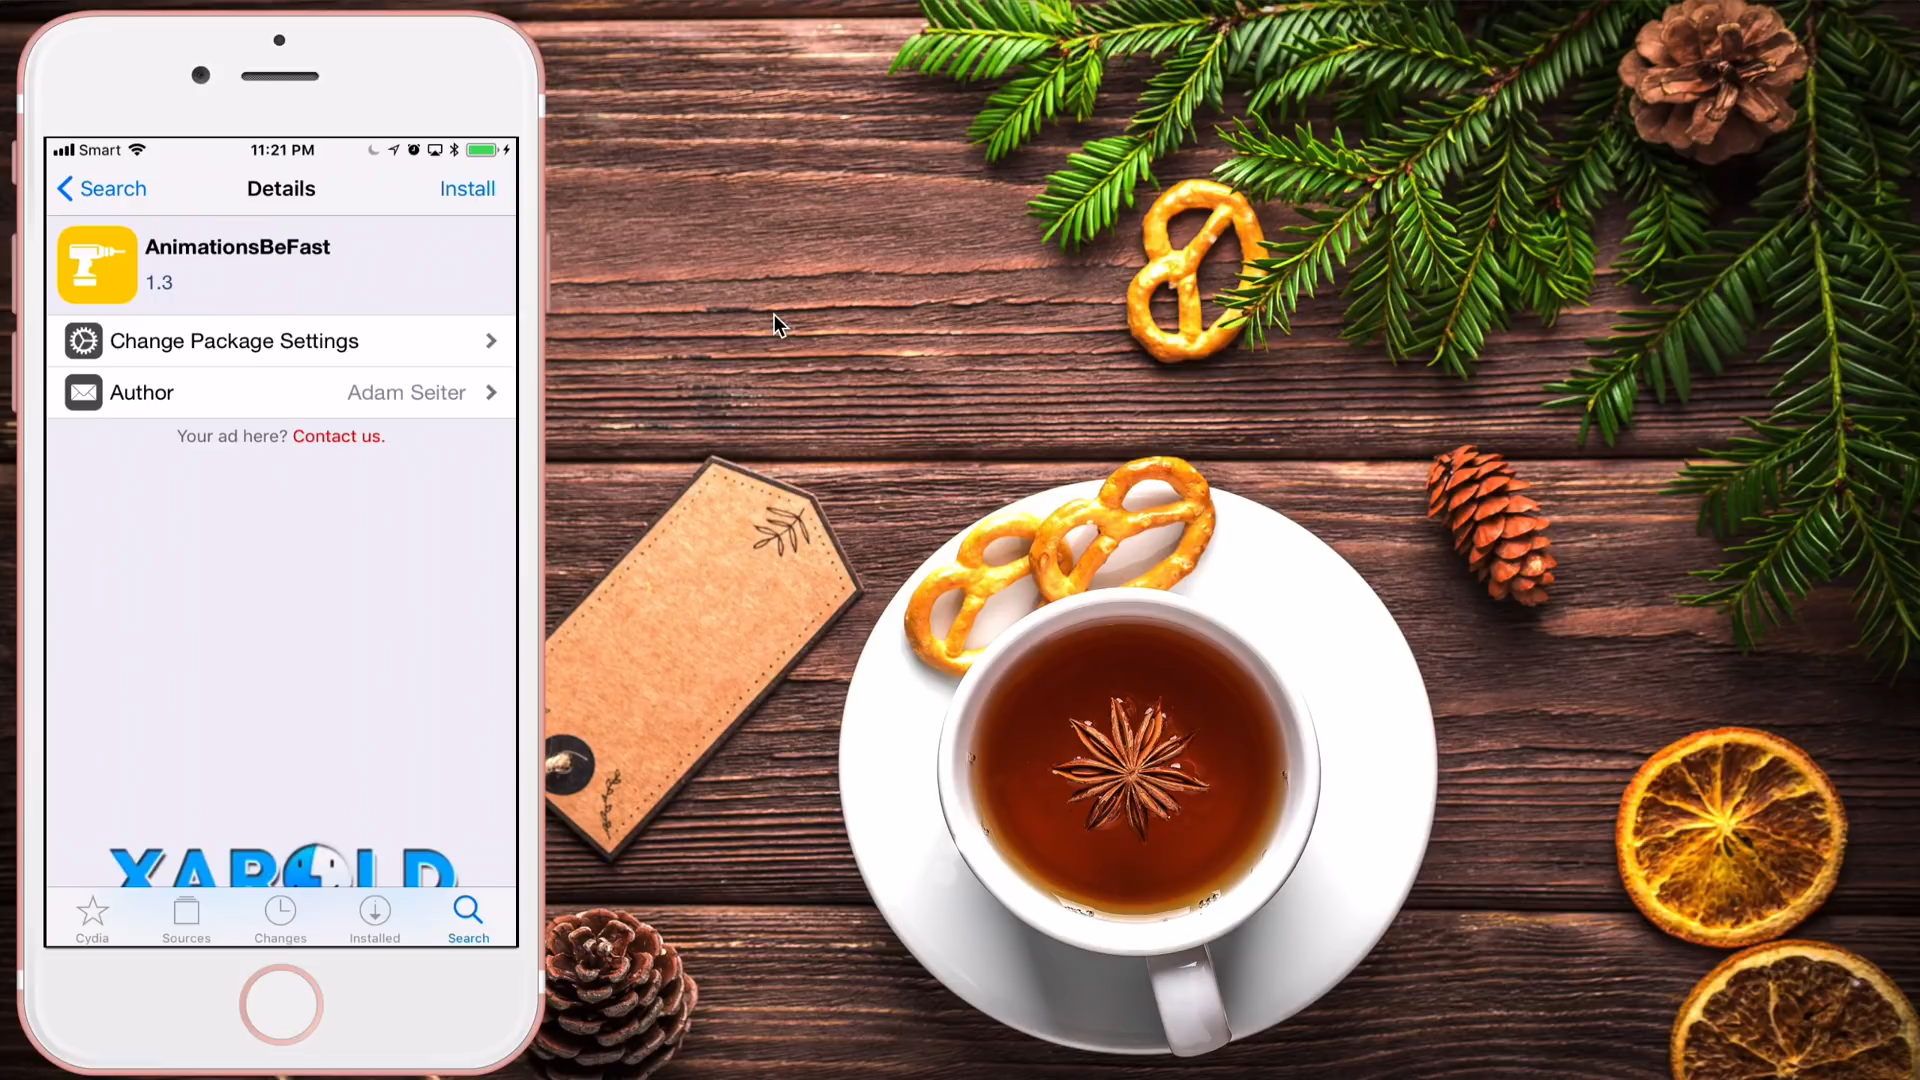 Smart
11:21 PM
Search
Details
Install
AnimationsBeFast
1.3
Change Package Settings
Author
Adam Seiter
Your ad here? Contact us.
XAROLD
Cydia
Sources
Changes
Installed
Search